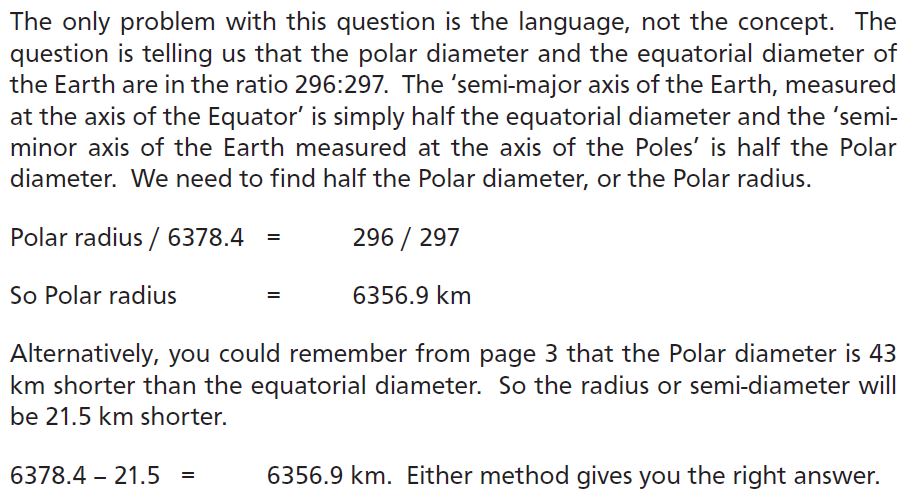 The only problem with this question is the language, not the concept.  The
question is telling us that the polar diameter and the equatorial diameter of
the Earth are in the ratio 296:297.  The ‘semi-major axis of the Earth, measured
at the axis of the Equator’ is simply half the equatorial diameter and the ‘semi-
minor axis of the Earth measured at the axis of the Poles’ is half the Polar
diameter.  We need to find half the Polar diameter, or the Polar radius.
Polar radius / 6378.4 = 296 / 297
So Polar radius = 6356.9 km
Alternatively, you could remember from page 3 that the Polar diameter is 43
km shorter than the equatorial diameter.  So the radius or semi-diameter will
be 21.5 km shorter.
6378.4 – 21.5 = 6356.9 km.  Either method gives you the right answer.